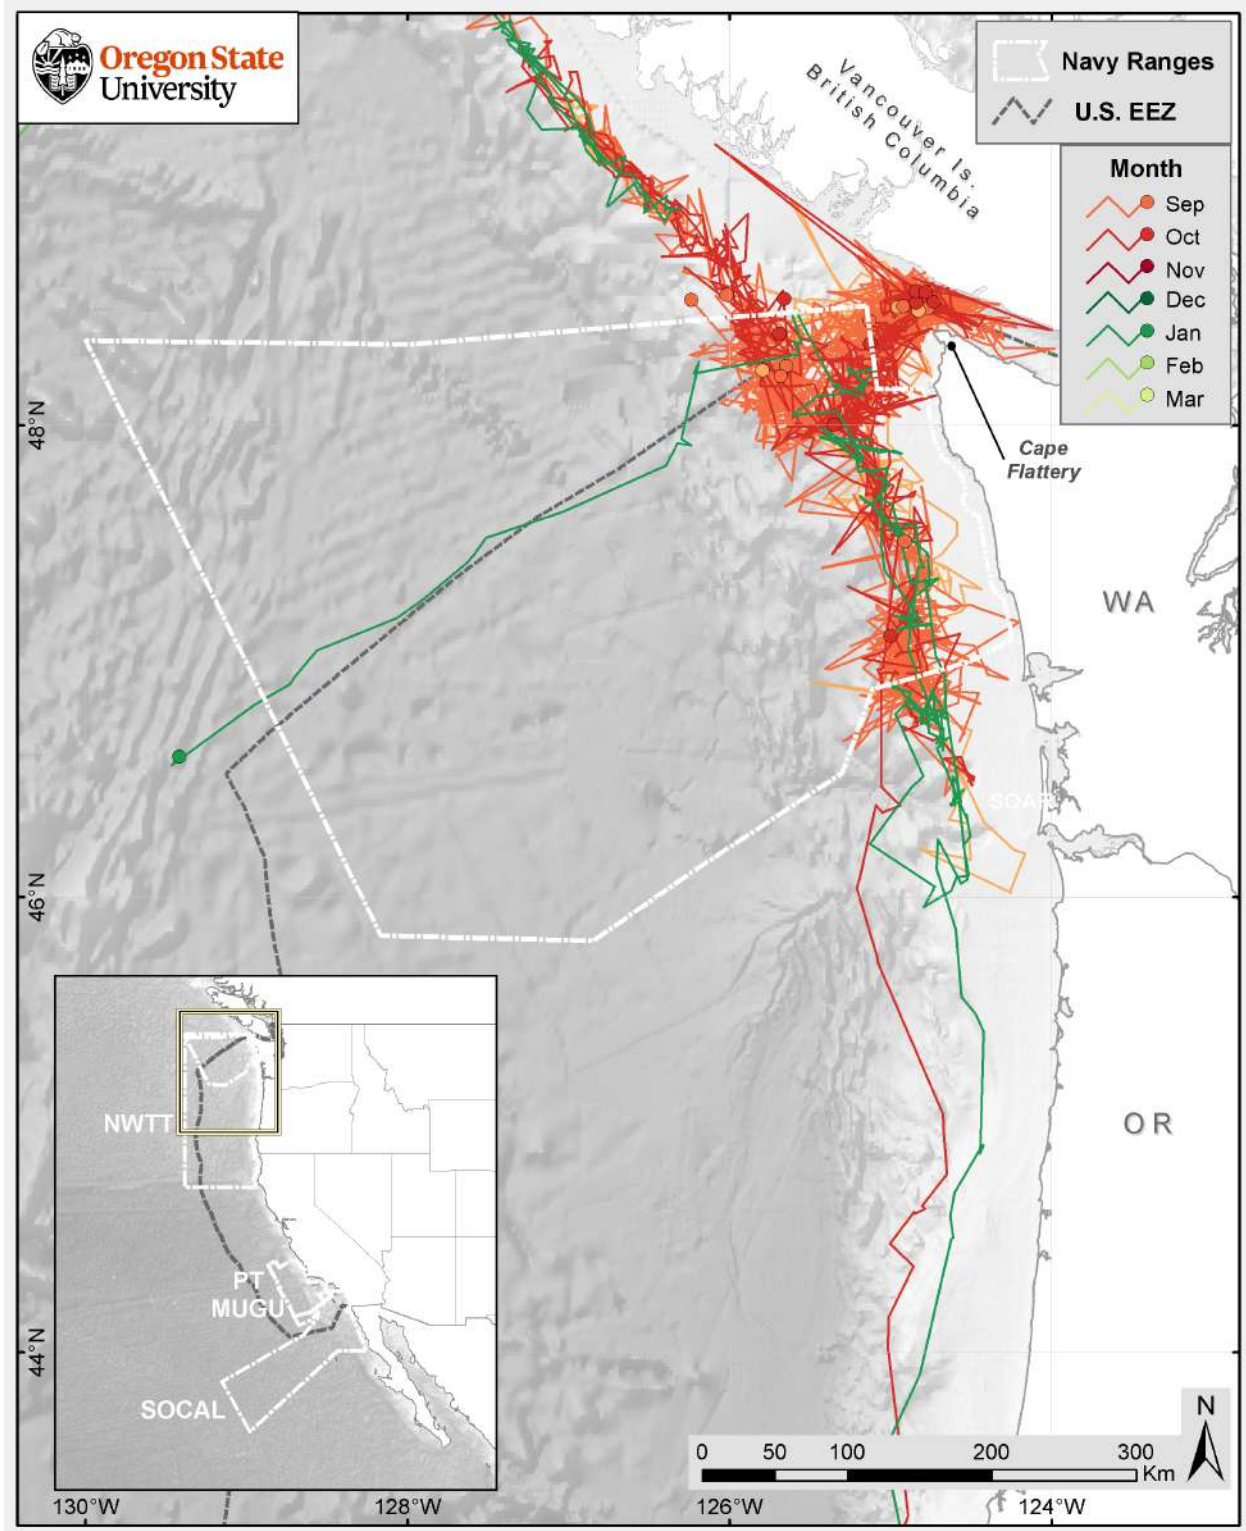 Oregon State
University
Navy Ranges
U.S. EEZ
Month
Sep
Oct
Nov
Dec
Jan
Feb
Mar
Vancouver Is.
British Columbia
Cape
Flattery
48°N
46°N
44°N
WA
OR
NWTT
PT
MUGU
SOCAL
N
0 50 100 200 300
Km
130°W 128°W 126°W 124°W